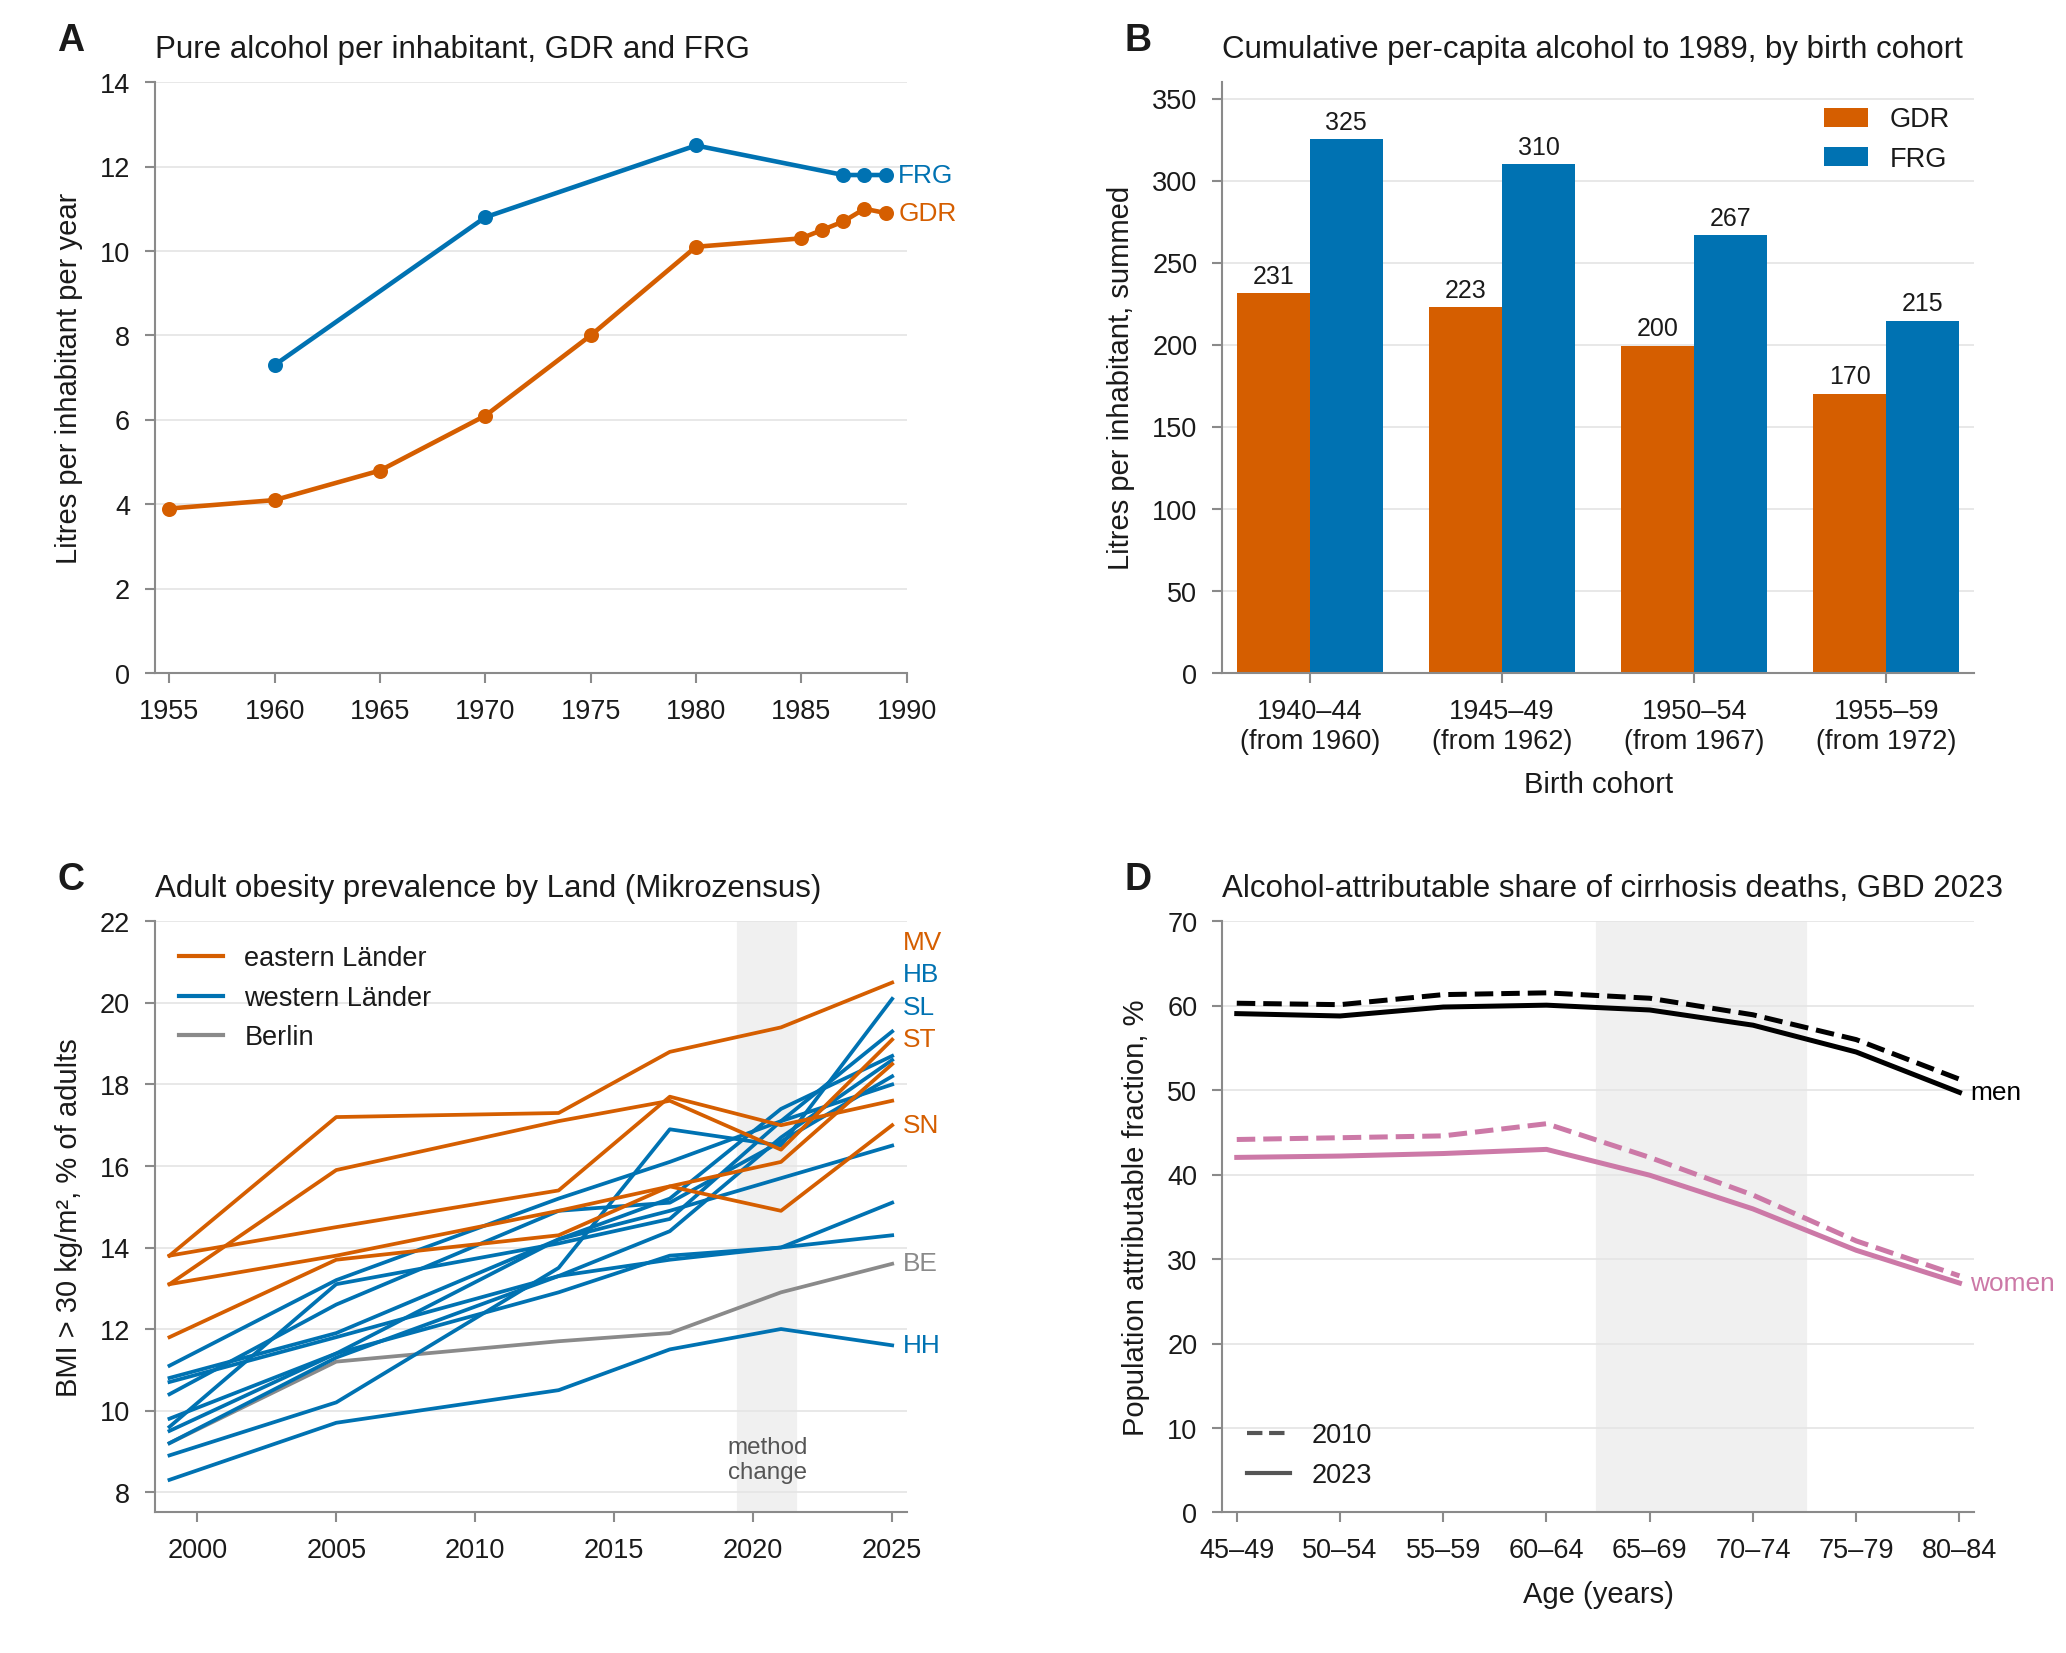 A
Pure alcohol per inhabitant, GDR and FRG
Litres per inhabitant per year
14
12
10
8
6
4
2
0
FRG
GDR
1955 1960 1965 1970 1975 1980 1985 1990
B
Cumulative per-capita alcohol to 1989, by birth cohort
Litres per inhabitant, summed
350
300
250
200
150
100
50
0
GDR
FRG
231 325 223 310 200 267 170 215
1940–44 1945–49 1950–54 1955–59
(from 1960) (from 1962) (from 1967) (from 1972)
Birth cohort
C
Adult obesity prevalence by Land (Mikrozensus)
BMI > 30 kg/m², % of adults
22
20
18
16
14
12
10
8
eastern Länder
western Länder
Berlin
MV
HB
SL
ST
SN
BE
HH
method
change
2000 2005 2010 2015 2020 2025
D
Alcohol-attributable share of cirrhosis deaths, GBD 2023
Population attributable fraction, %
70
60
50
40
30
20
10
0
men
women
2010
2023
45–49 50–54 55–59 60–64 65–69 70–74 75–79 80–84
Age (years)